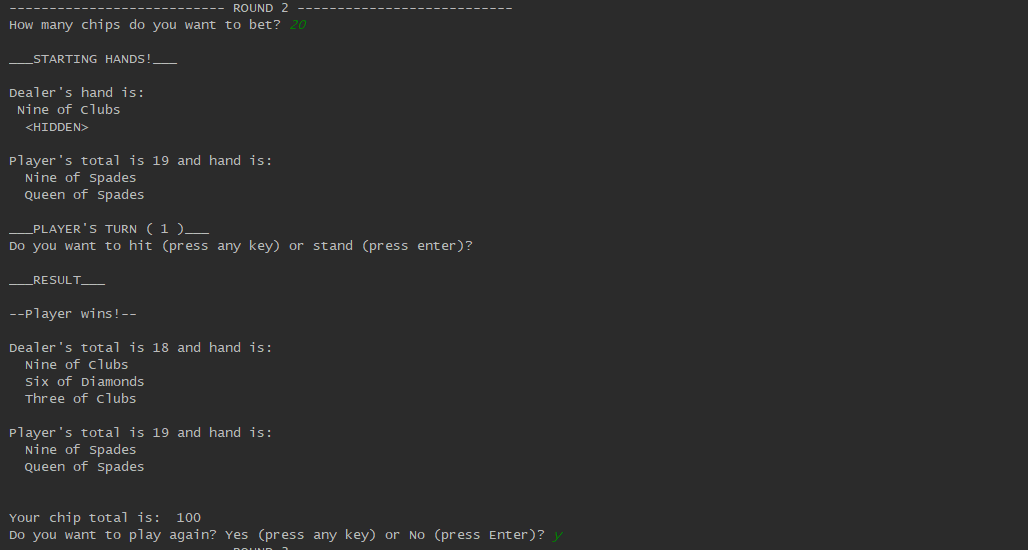 --------------------------- ROUND 2 ---------------------------
How many chips do you want to bet? 20
___STARTING HANDS!___
Dealer's hand is:
Nine of Clubs
<HIDDEN>
Player's total is 19 and hand is:
Nine of Spades
Queen of Spades
___PLAYER'S TURN ( 1 )___
Do you want to hit (press any key) or stand (press enter)?
___RESULT___
--Player wins!--
Dealer's total is 18 and hand is:
Nine of Clubs
Six of Diamonds
Three of Clubs
Player's total is 19 and hand is:
Nine of Spades
Queen of Spades
Your chip total is:  100
Do you want to play again? Yes (press any key) or No (press Enter)? y